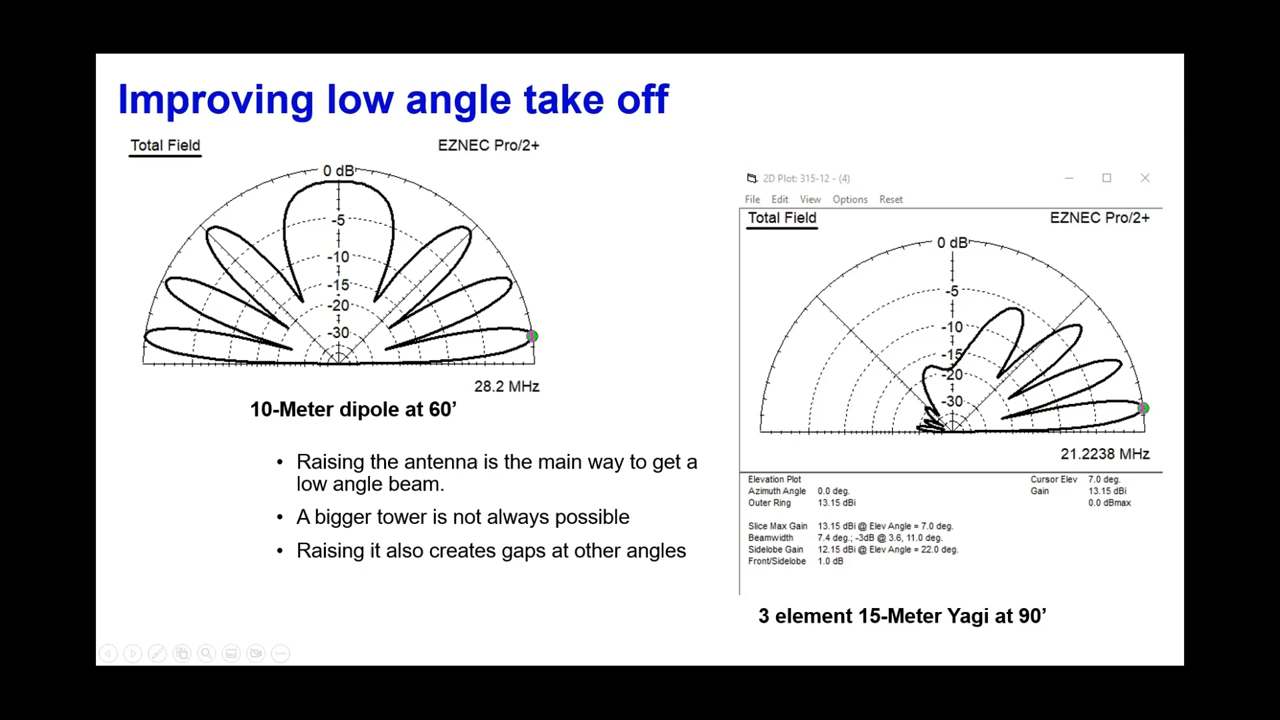 Improving low angle take off
Total Field
EZNEC Pro/2+
0 dB
-5
-10
-15
-20
-30
28.2 MHz
10-Meter dipole at 60’
• Raising the antenna is the main way to get a
low angle beam.
• A bigger tower is not always possible
• Raising it also creates gaps at other angles
2D Plot: 315-12 - (4)
File Edit View Options Reset
Total Field
EZNEC Pro/2+
0 dB
-5
-10
-15
-20
-30
21.2238 MHz
Elevation Plot
Cursor Elev 7.0 deg.
Azimuth Angle 0.0 deg.
Gain 13.15 dBi
Outer Ring 13.15 dBi
0.0 dBmax
Slice Max Gain 13.15 dBi @ Elev Angle = 7.0 deg.
Beamwidth 7.4 deg.; -3dB @ 3.6, 11.0 deg.
Sidelobe Gain 12.15 dBi @ Elev Angle = 22.0 deg.
Front/Sidelobe 1.0 dB
3 element 15-Meter Yagi at 90’